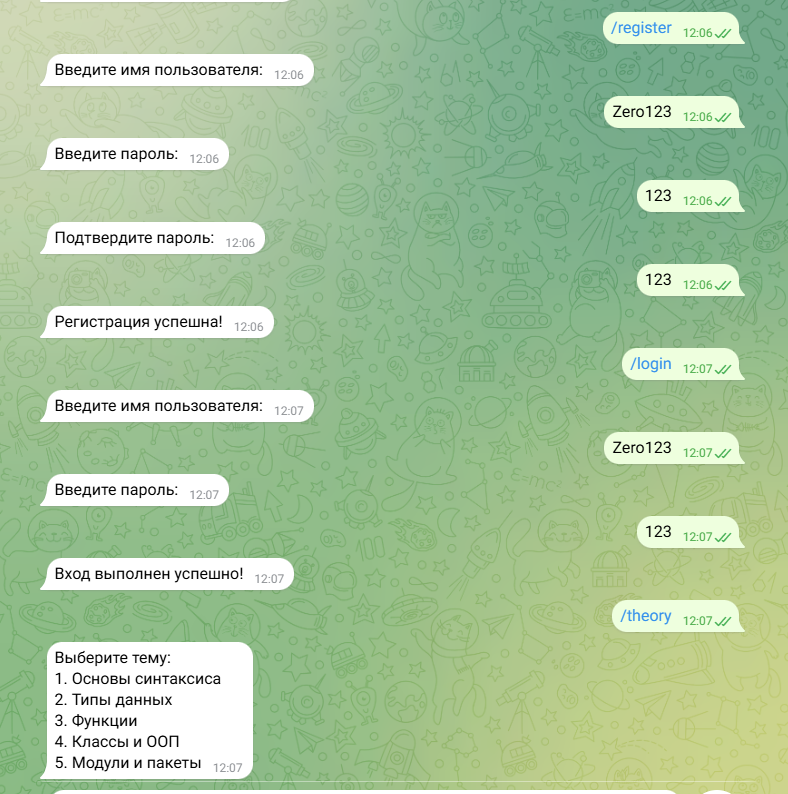 /register 12:06
Введите имя пользователя: 12:06
Zero123 12:06
Введите пароль: 12:06
123 12:06
Подтвердите пароль: 12:06
123 12:06
Регистрация успешна! 12:06
/login 12:07
Введите имя пользователя: 12:07
Zero123 12:07
Введите пароль: 12:07
123 12:07
Вход выполнен успешно! 12:07
/theory 12:07
Выберите тему:
1. Основы синтаксиса
2. Типы данных
3. Функции
4. Классы и ООП
5. Модули и пакеты 12:07